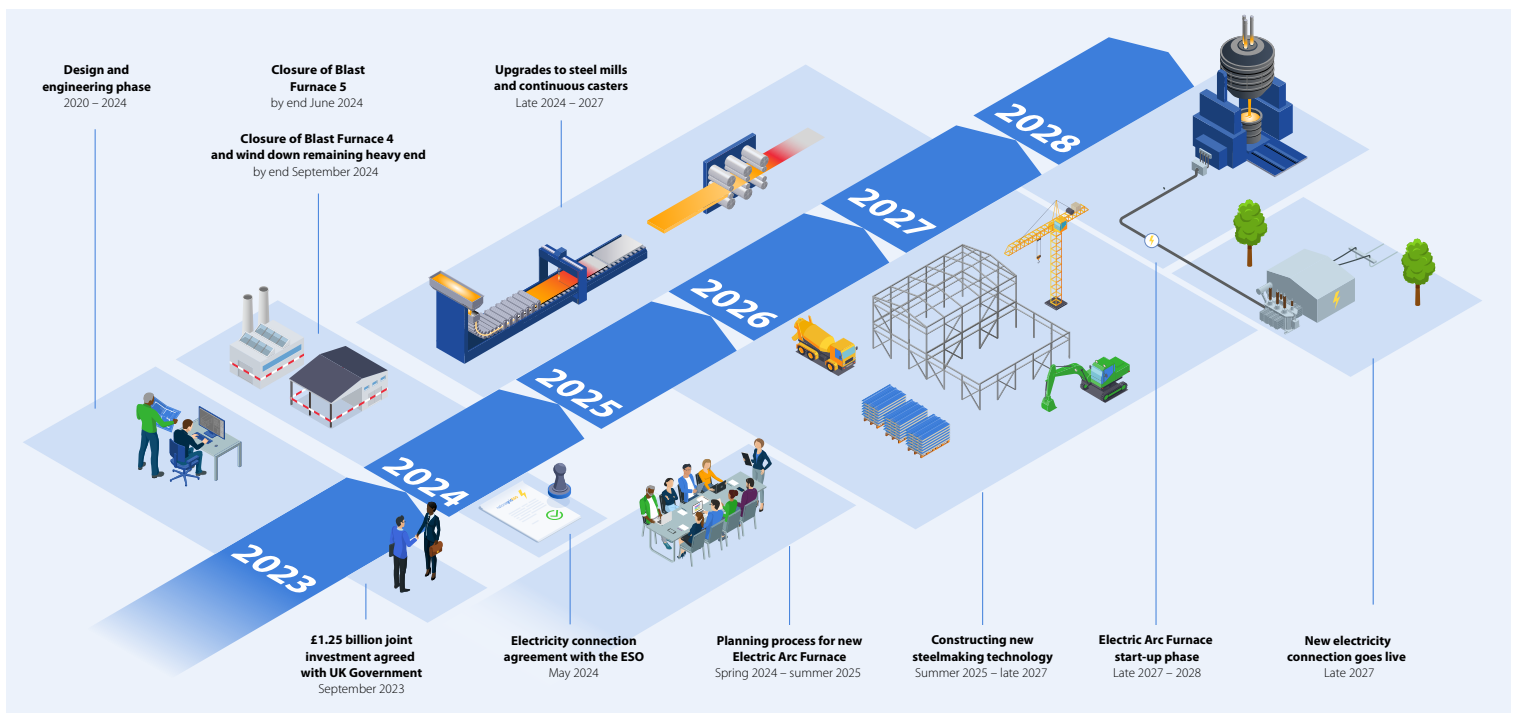 Design and
engineering phase
2020 – 2024
Closure of Blast
Furnace 5
by end June 2024
Closure of Blast Furnace 4
and wind down remaining heavy end
by end September 2024
Upgrades to steel mills
and continuous casters
Late 2024 – 2027
2023
2024
2025
2026
2027
2028
£1.25 billion joint
investment agreed
with UK Government
September 2023
Electricity connection
agreement with the ESO
May 2024
Planning process for new
Electric Arc Furnace
Spring 2024 – summer 2025
Constructing new
steelmaking technology
Summer 2025 – late 2027
Electric Arc Furnace
start-up phase
Late 2027 – 2028
New electricity
connection goes live
Late 2027